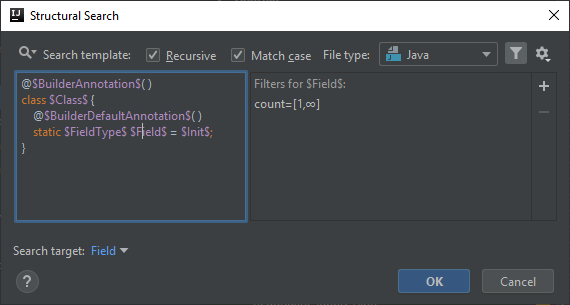 IJ
Structural Search
Search template:
Recursive
Match case
File type:
Java
@$BuilderAnnotation$()
class $Class$ {
@$BuilderDefaultAnnotation$()
static $FieldType$ $Field$ = $Init$;
}
Filters for $Field$:
count=[1,∞]
Search target: Field
?
OK
Cancel